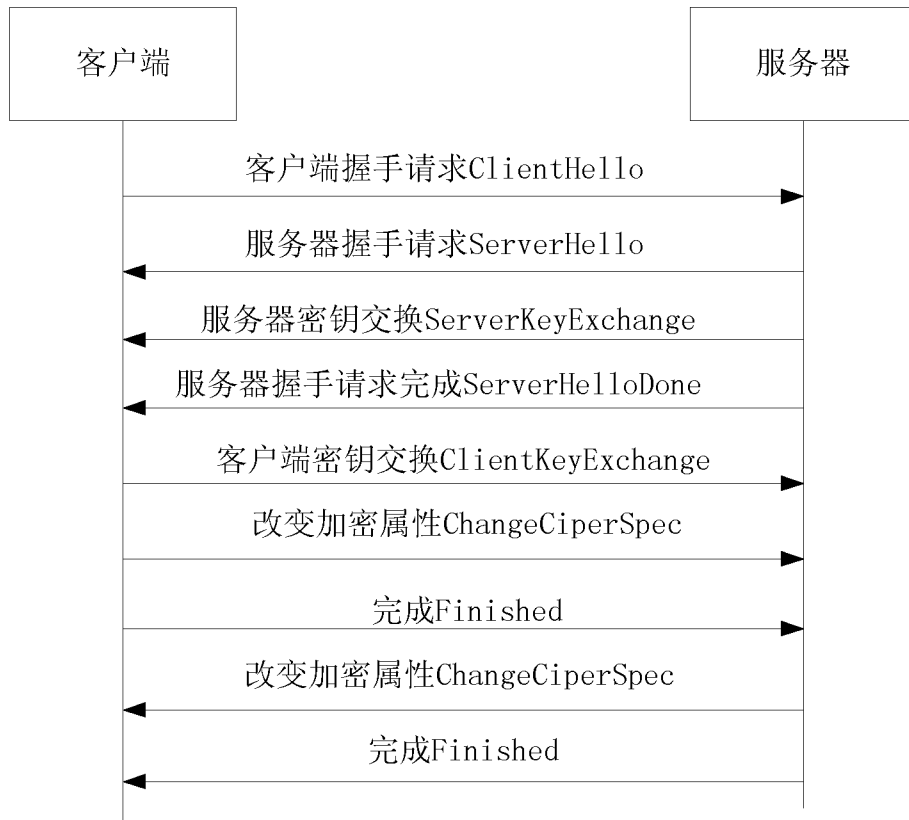 客户端
服务器
客户端握手请求ClientHello
服务器握手请求ServerHello
服务器密钥交换ServerKeyExchange
服务器握手请求完成ServerHelloDone
客户端密钥交换ClientKeyExchange
改变加密属性ChangeCiperSpec
完成Finished
改变加密属性ChangeCiperSpec
完成Finished